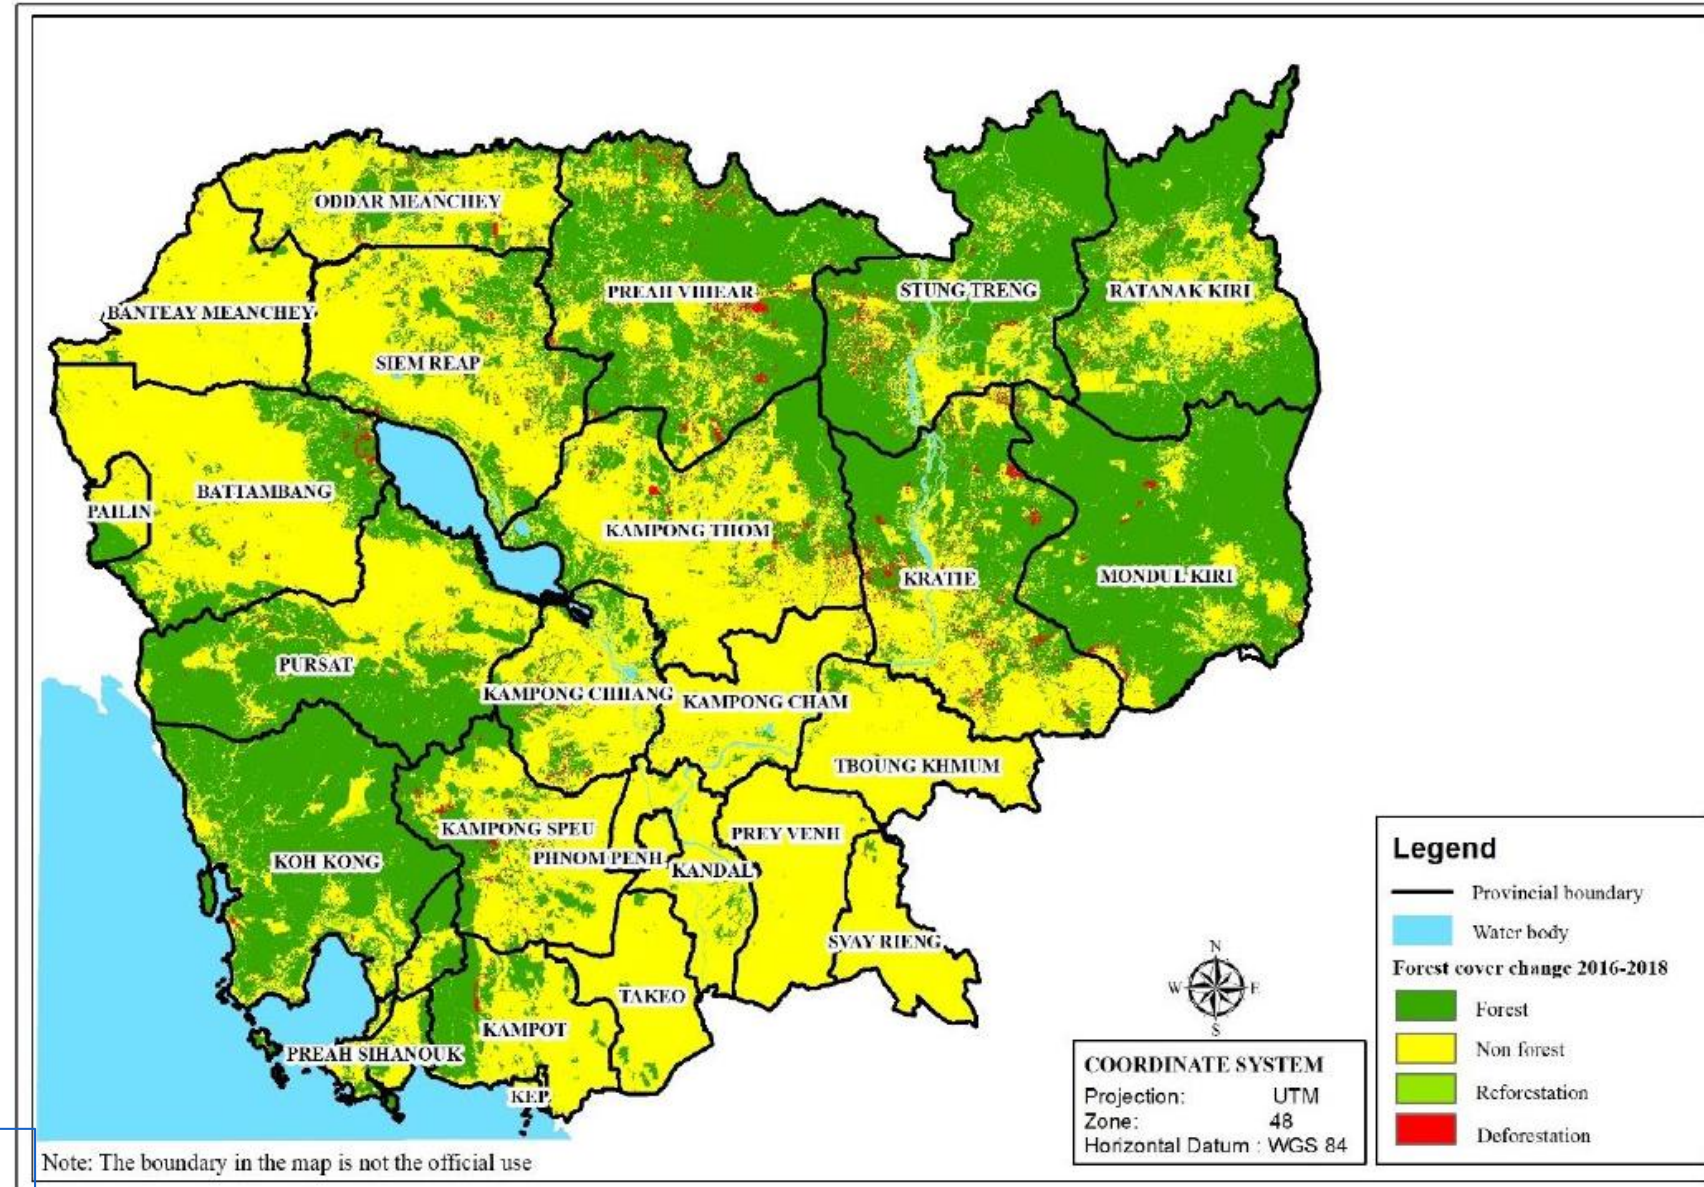 ODDAR MEANCHEY
BANTEAY MEANCHEY
PREAH VIHEAR
STUNG TRENG
RATANAK KIRI
SIEM REAP
BATTAMBANG
PAILIN
KAMPONG THOM
KRATIE
MONDUL KIRI
PURSAT
KAMPONG CHHANG
KAMPONG CHAM
TBOUNG KHMUM
KAMPONG SPEU
PREY VENH
PHNOM PENH
KOH KONG
KANDAL
SVAY RIENG
TAKEO
KAMPOT
PREAH SIHANOUK
KEP
Legend
Provincial boundary
Water body
Forest cover change 2016-2018
Forest
Non forest
Reforestation
Deforestation
N
W E
S
COORDINATE SYSTEM
Projection: UTM
Zone: 48
Horizontal Datum : WGS 84
Note: The boundary in the map is not the official use